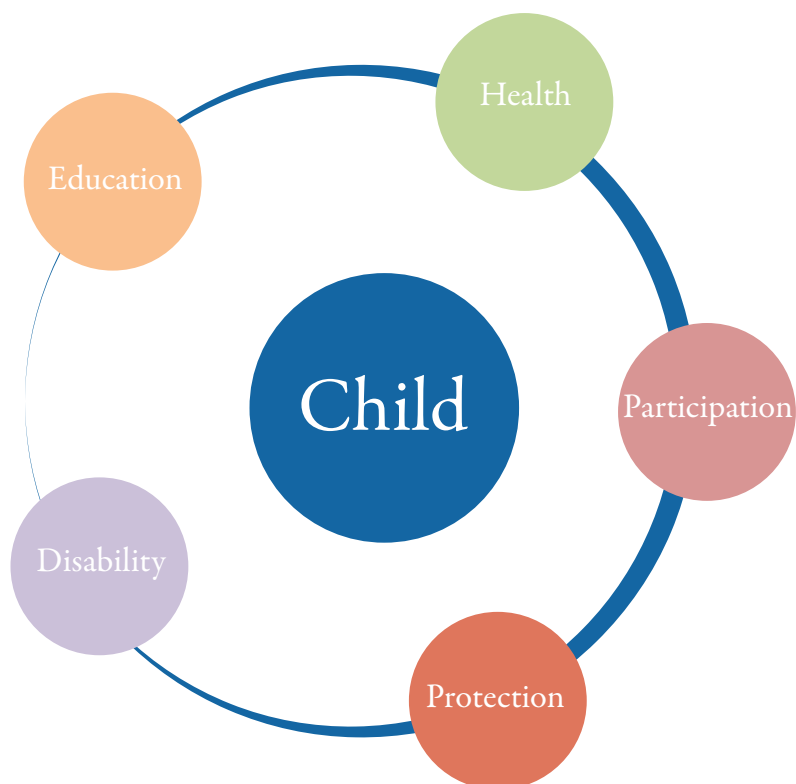 Health
Education
Child
Participation
Disability
Protection